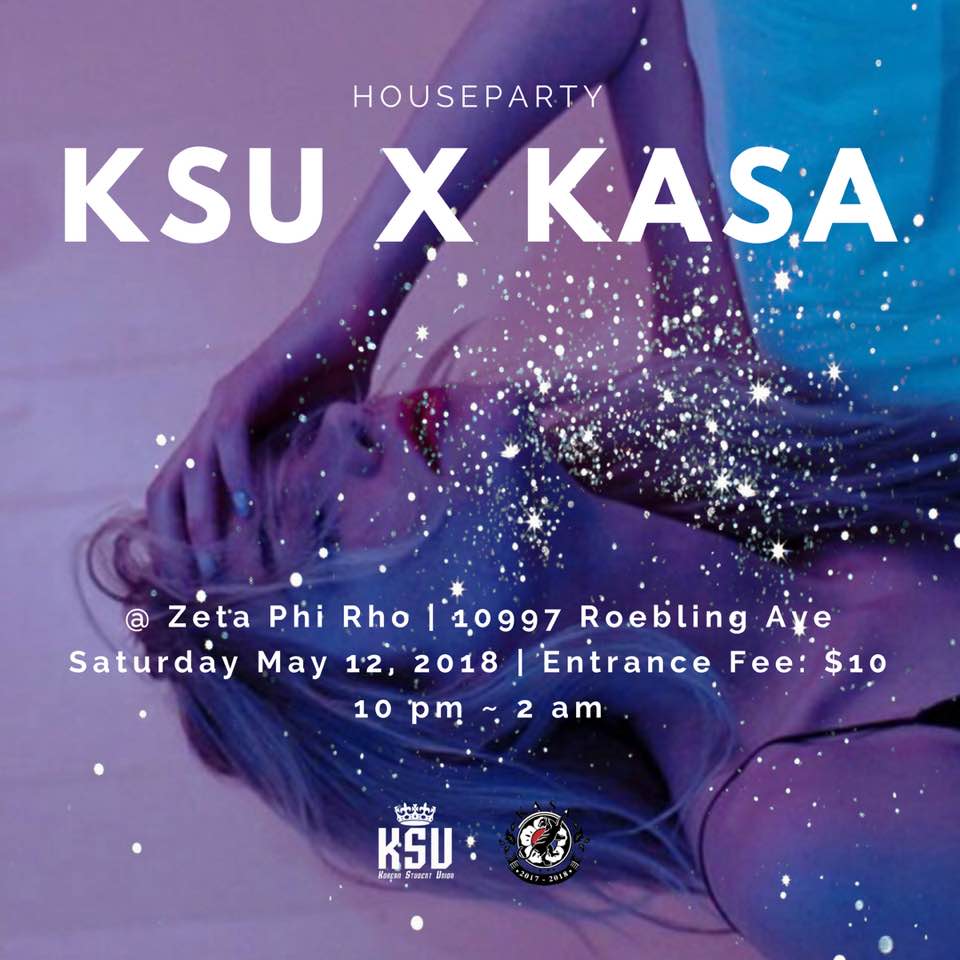 HOUSEPARTY
KSU X KASA
@ Zeta Phi Rho | 10997 Roebling Ave
Saturday May 12, 2018 | Entrance Fee: $10
10 pm ~ 2 am
KSU
Korean Student Union
KASA
2017 - 2018